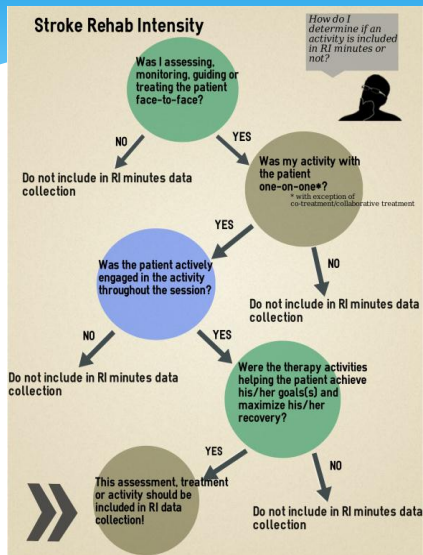 Stroke Rehab Intensity
How do I
determine if an
activity is included
in RI minutes or
not?
Was I assessing,
monitoring, guiding or
treating the patient
face-to-face?
NO
YES
Do not include in RI minutes data
collection
Was my activity with
the patient
one-on-one*?
* with exception of
co-treatment/collaborative treatment
YES
NO
Do not include in RI minutes data
collection
Was the patient actively
engaged in the activity
throughout the session?
NO
YES
Do not include in RI minutes data
collection
Were the therapy activities
helping the patient achieve
his/her goals(s) and
maximize his/her
recovery?
YES
NO
This assessment, treatment
or activity should be
included in RI data
collection!
Do not include in RI minutes data
collection